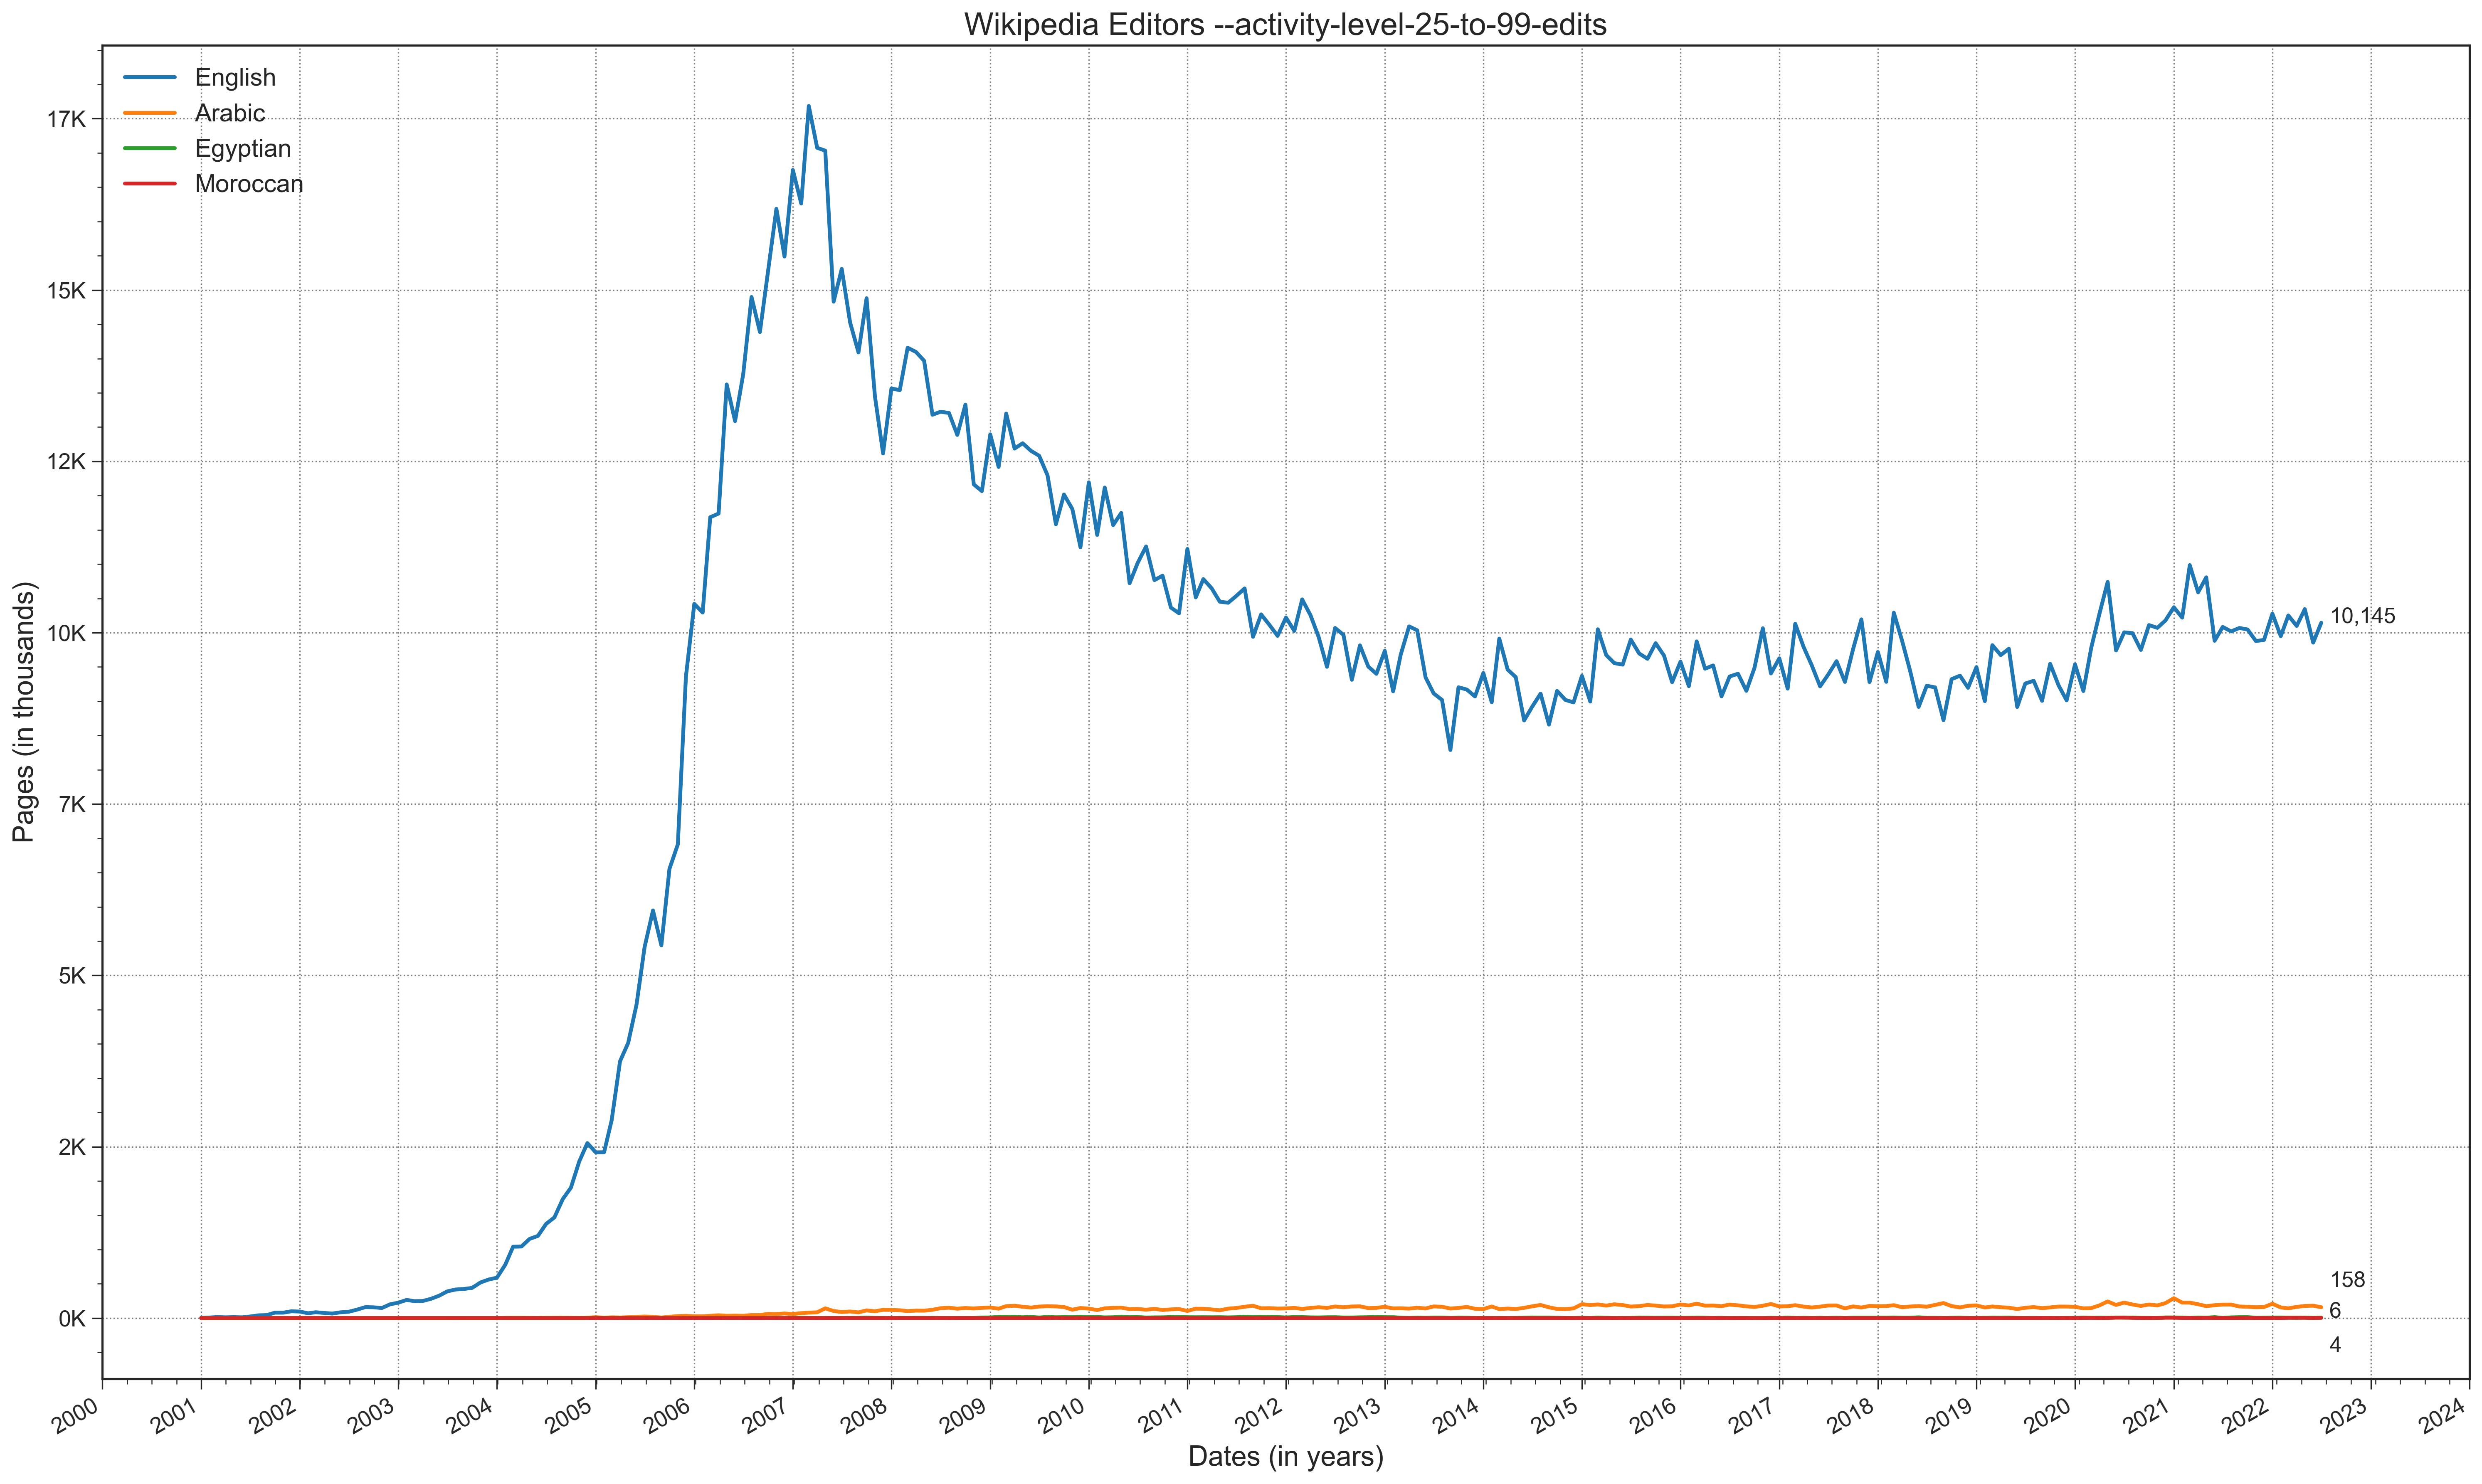 Wikipedia Editors --activity-level-25-to-99-edits
English
Arabic
Egyptian
Moroccan
17K
15K
12K
10K
7K
5K
2K
0K
Pages (in thousands)
10,145
158
6
4
2000
2001
2002
2003
2004
2005
2006
2007
2008
2009
2010
2011
2012
2013
2014
2015
2016
2017
2018
2019
2020
2021
2022
2023
2024
Dates (in years)